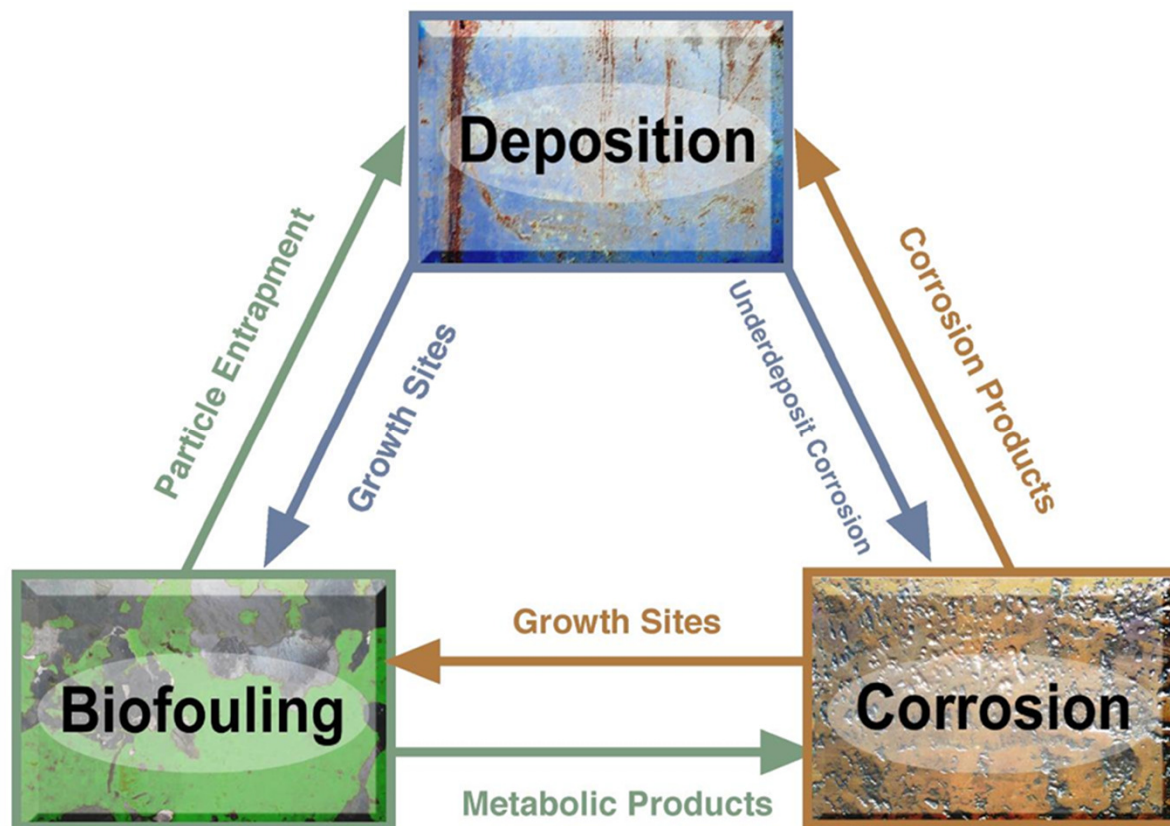 Deposition
Particle Entrapment
Growth Sites
Underdeposit Corrosion
Corrosion Products
Growth Sites
Biofouling
Corrosion
Metabolic Products